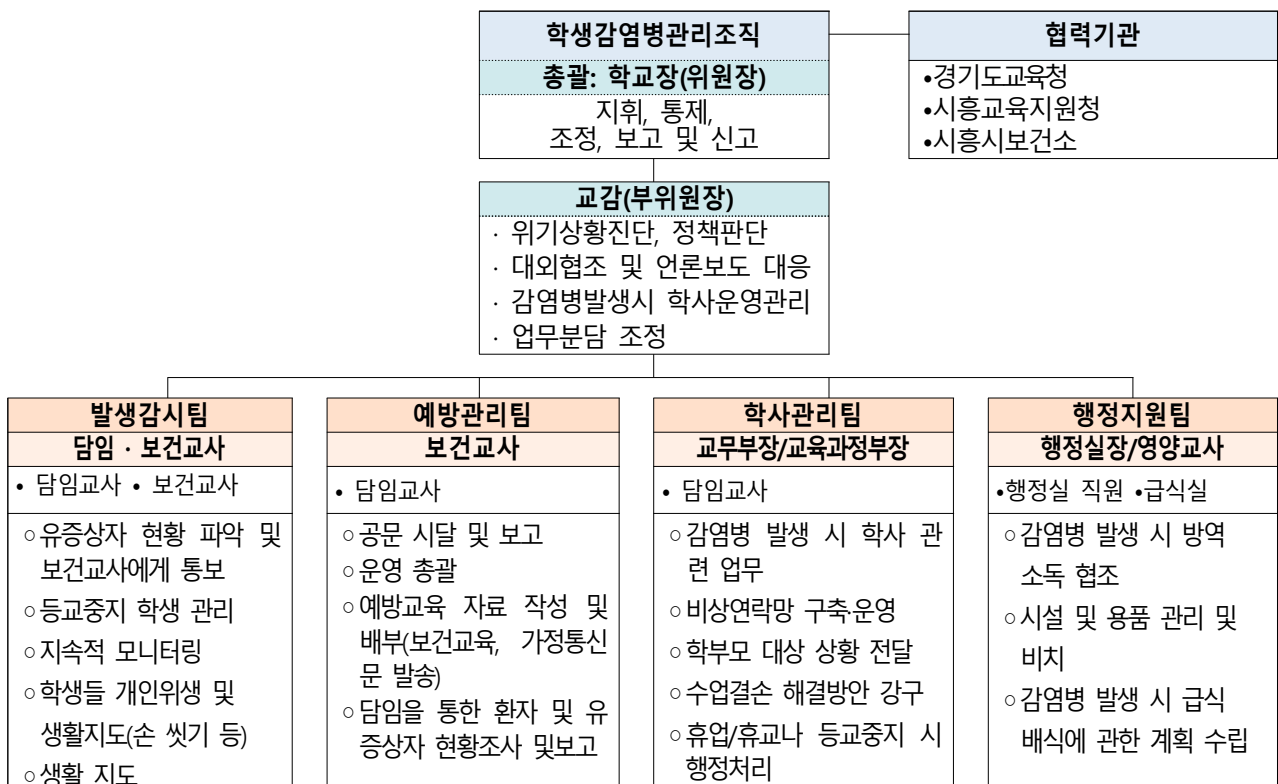 학생감염병관리조직
총괄: 학교장(위원장)
지휘, 통제,
조정, 보고 및 신고
협력기관
•경기도교육청
•시흥교육지원청
•시흥시보건소
교감(부위원장)
· 위기상황진단, 정책판단
· 대외협조 및 언론보도 대응
· 감염병발생시 학사운영관리
· 업무분담 조정
발생감시팀
담임 · 보건교사
• 담임교사 • 보건교사
○유증상자 현황 파악 및
보건교사에게 통보
○등교중지 학생 관리
○지속적 모니터링
○학생들 개인위생 및
생활지도(손 씻기 등)
○생활 지도
예방관리팀
보건교사
• 담임교사
○공문 시달 및 보고
○운영 총괄
○예방교육 자료 작성 및
배부(보건교육, 가정통신
문 발송)
○담임을 통한 환자 및 유
증상자 현황조사 및보고
학사관리팀
교무부장/교육과정부장
• 담임교사
○감염병 발생 시 학사 관
련 업무
○비상연락망 구축·운영
○학부모 대상 상황 전달
○수업결손 해결방안 강구
○휴업/휴교나 등교중지 시
행정처리
행정지원팀
행정실장/영양교사
•행정실 직원 •급식실
○감염병 발생 시 방역
소독 협조
○시설 및 용품 관리 및
비치
○감염병 발생 시 급식
배식에 관한 계획 수립